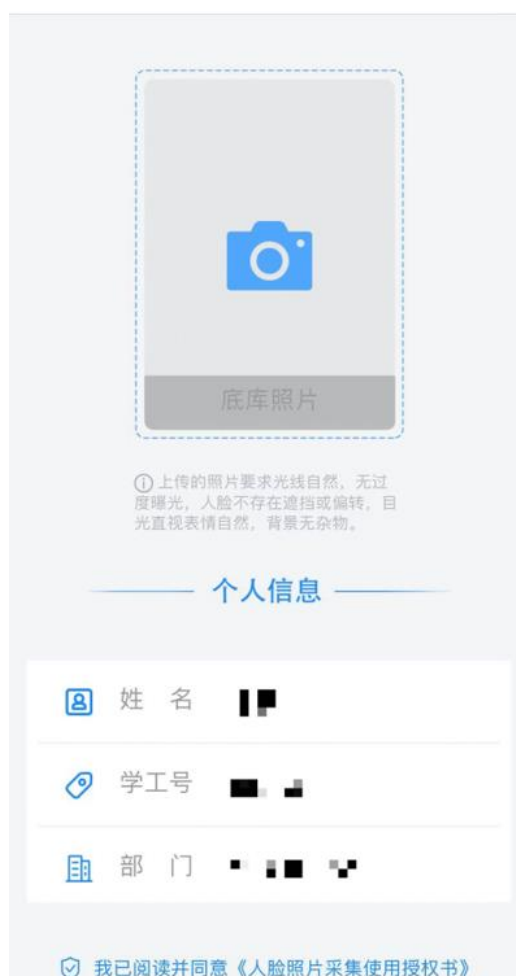 底库照片
上传的照片要求光线自然，无过
度曝光，人脸不存在遮挡或偏转，目
光直视表情自然，背景无杂物。
个人信息
姓 名
学工号
部 门
我已阅读并同意《人脸照片采集使用授权书》